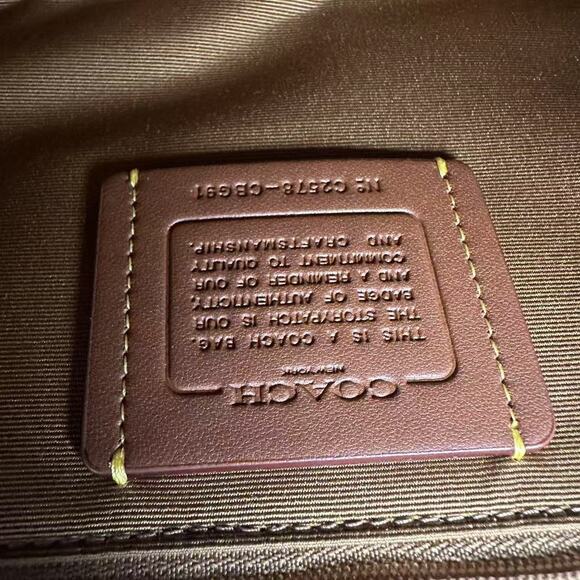 COACH
NEW YORK
THIS IS A COACH BAG.
THE STORYPATCH IS OUR
BADGE OF AUTHENTICITY,
AND A REMINDER OF OUR
COMMITMENT TO QUALITY
AND CRAFTSMANSHIP.
Nº C2578-CBG91